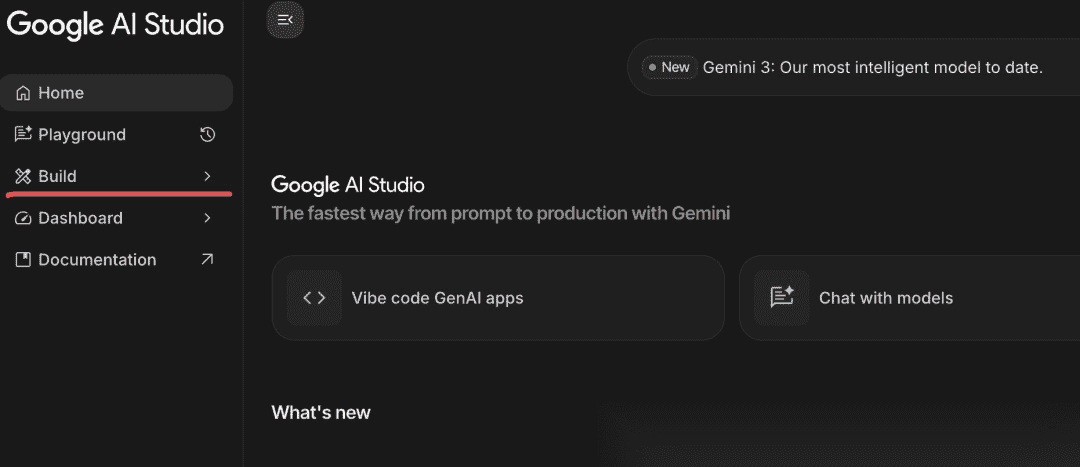 Google AI Studio
Home
Playground
Build
Dashboard
Documentation
New Gemini 3: Our most intelligent model to date.
Google AI Studio
The fastest way from prompt to production with Gemini
Vibe code GenAI apps
Chat with models
What's new